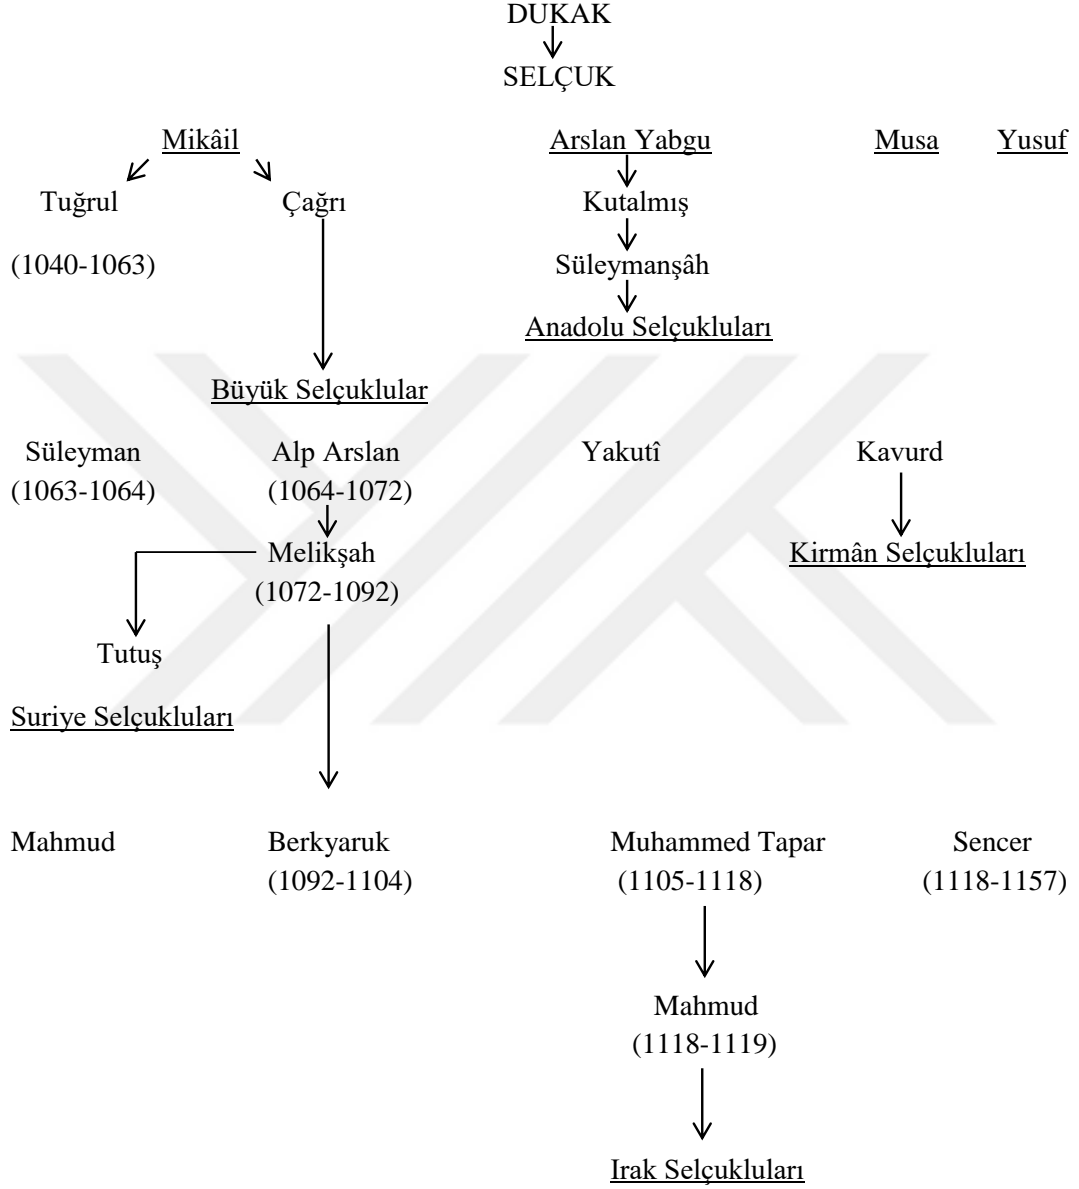 DUKAK
SELÇUK
Mikâil Arslan Yabgu Musa Yusuf
Tuğrul Çağrı Kutalmış
(1040-1063) Süleymanşâh
Anadolu Selçukluları
Büyük Selçuklular
Süleyman Alp Arslan Yakutî Kavurd
(1063-1064) (1064-1072)
Melikşah Kirmân Selçukluları
(1072-1092)
Tutuş
Suriye Selçukluları
Mahmud Berkyaruk Muhammed Tapar Sencer
(1092-1104) (1105-1118) (1118-1157)
Mahmud
(1118-1119)
Irak Selçukluları